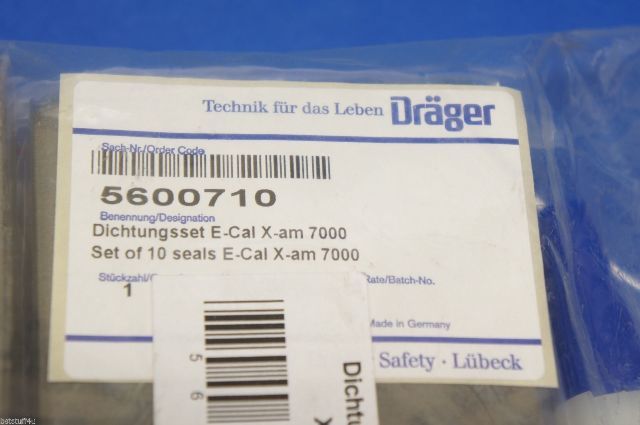 Technik für das Leben Dräger
Sach-Nr./Order Code
5600710
Benennung/Designation
Dichtungsset E-Cal X-am 7000
Set of 10 seals E-Cal X-am 7000
Stückzahl/
Rate/Batch-No.
1
Made in Germany
Safety · Lübeck
5
6
Dichtu
X
batstuff4u